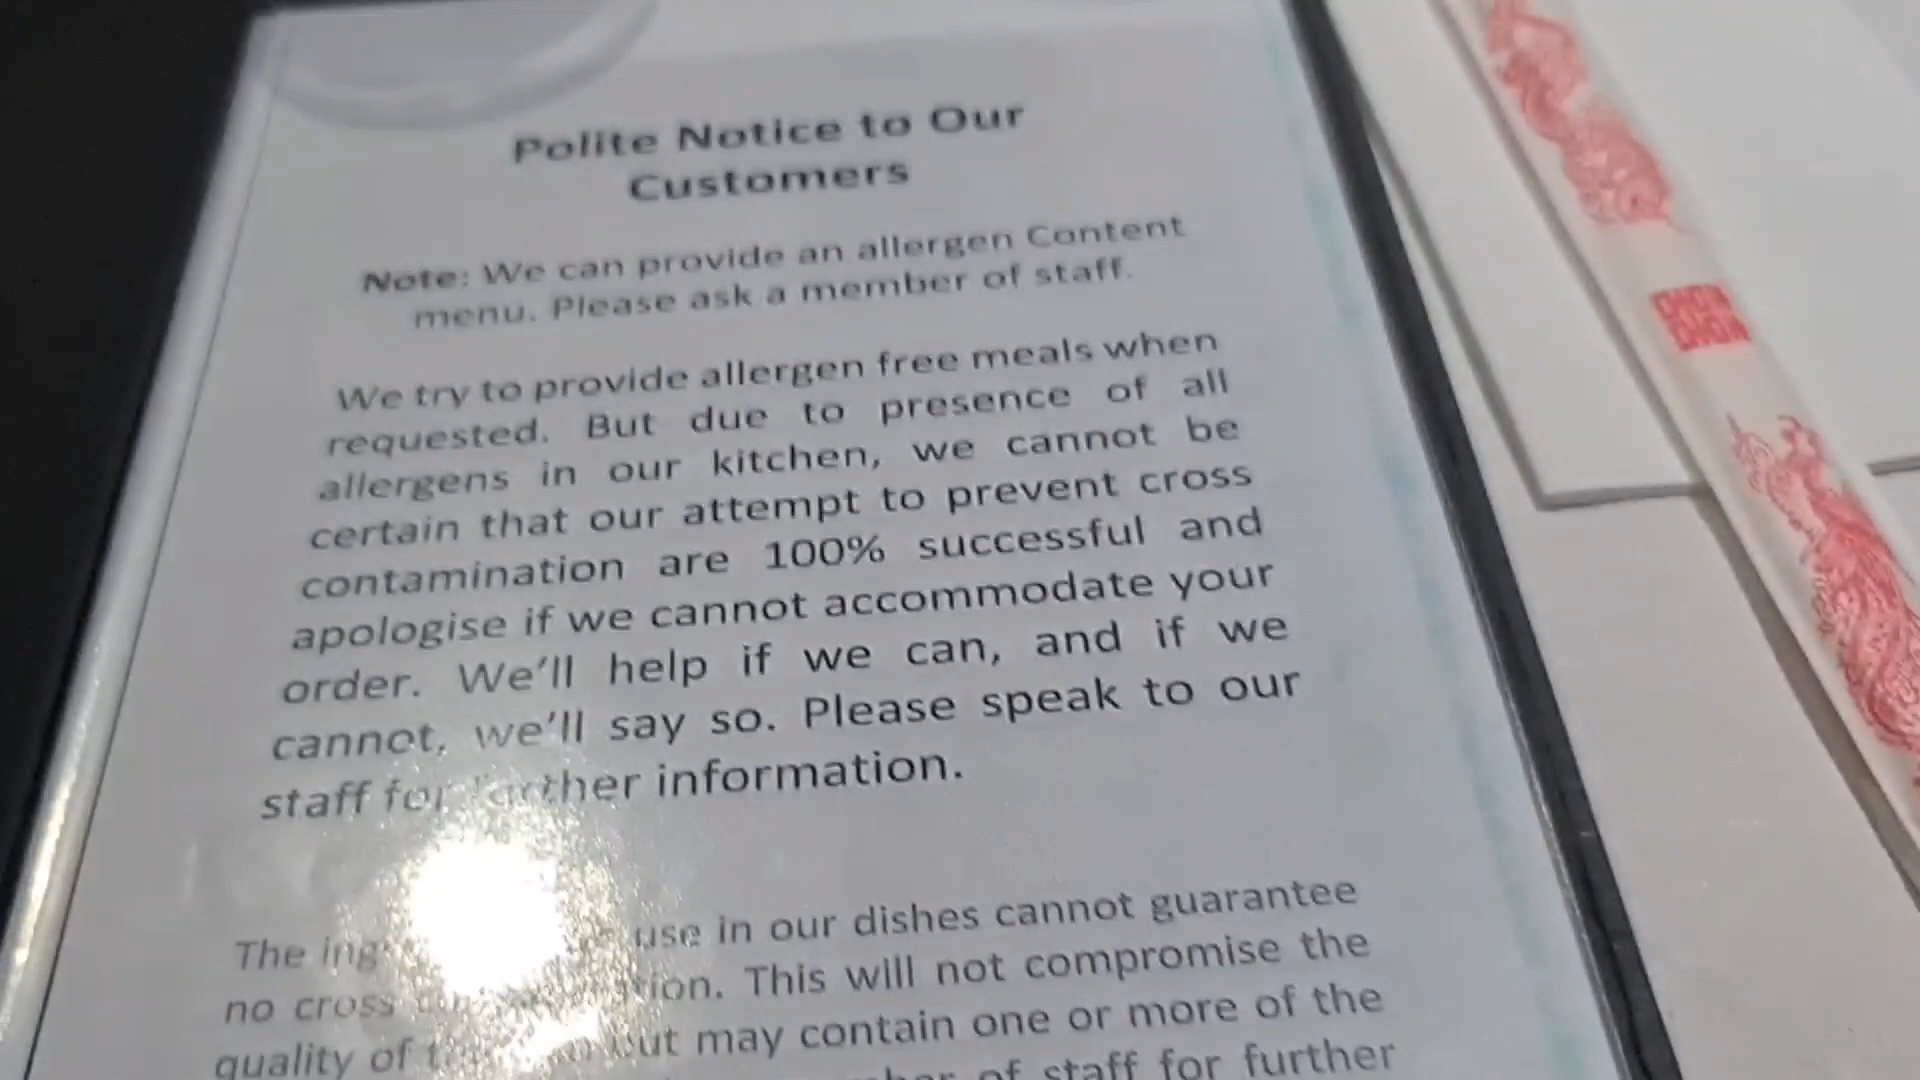 Polite Notice to Our
Customers
Note: We can provide an allergen Content
menu. Please ask a member of staff.
We try to provide allergen free meals when
requested. But due to presence of all
allergens in our kitchen, we cannot be
certain that our attempt to prevent cross
contamination are 100% successful and
apologise if we cannot accommodate your
order. We'll help if we can, and if we
cannot, we'll say so. Please speak to our
staff for further information.
The use in our dishes cannot guarantee
no cross This will not compromise the
quality of but may contain one or more of the
of staff for further